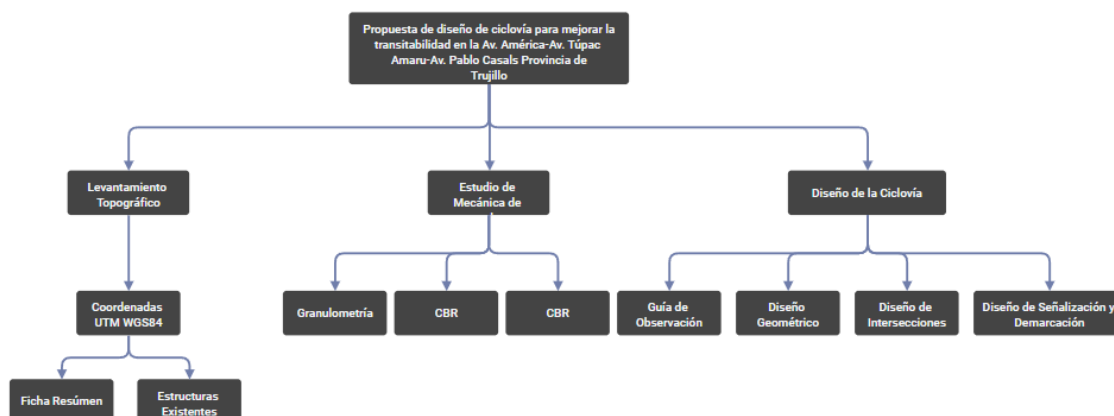 Propuesta de diseño de ciclovía para mejorar la
transitabilidad en la Av. América-Av. Túpac
Amaru-Av. Pablo Casals Provincia de
Trujillo
Levantamiento
Topográfico
Estudio de
Mecánica de
Diseño de la Ciclovía
Coordenadas
UTM WGS84
Granulometría
CBR
CBR
Guía de
Observación
Diseño
Geométrico
Diseño de
Intersecciones
Diseño de Señalización y
Demarcación
Ficha Resúmen
Estructuras
Existentes